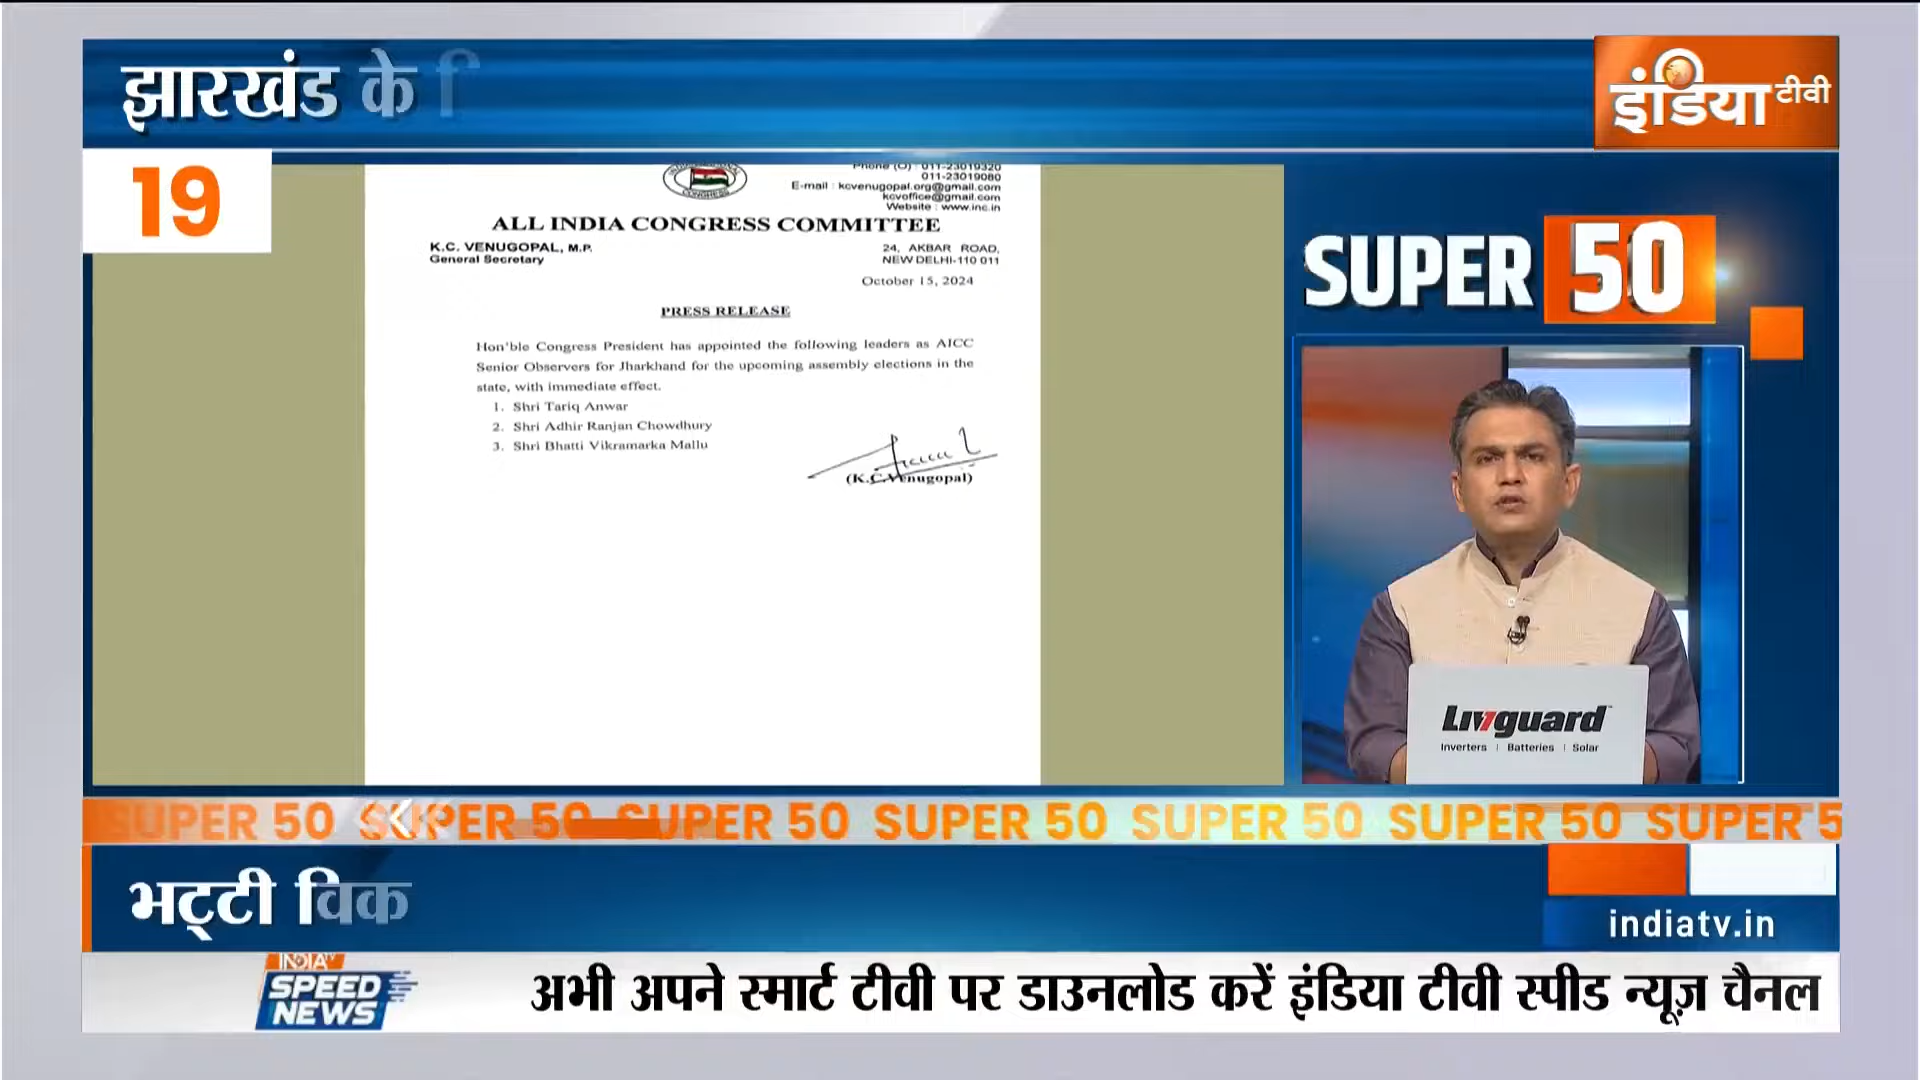 झारखंड के
इंडिया टीवी
19
Phone (O) : 011-23019320
011-23019080
E-mail : kcvenugopal.org@gmail.com
kcvoffice@gmail.com
Website : www.inc.in
ALL INDIA CONGRESS COMMITTEE
K.C. VENUGOPAL, M.P.
General Secretary
24, AKBAR ROAD,
NEW DELHI-110 011
October 15, 2024
PRESS RELEASE
Hon'ble Congress President has appointed the following leaders as AICC
Senior Observers for Jharkhand for the upcoming assembly elections in the
state, with immediate effect.
1. Shri Tariq Anwar
2. Shri Adhir Ranjan Chowdhury
3. Shri Bhatti Vikramarka Mallu
(K.C.Venugopal)
SUPER 50
Livguard
Inverters | Batteries | Solar
SUPER 50 SUPER 50 SUPER 50 SUPER 50 SUPER 50 SUPER 50 SUPER 5
भट्टी विक
indiatv.in
INDIA TV
SPEED
NEWS
अभी अपने स्मार्ट टीवी पर डाउनलोड करें इंडिया टीवी स्पीड न्यूज़ चैनल